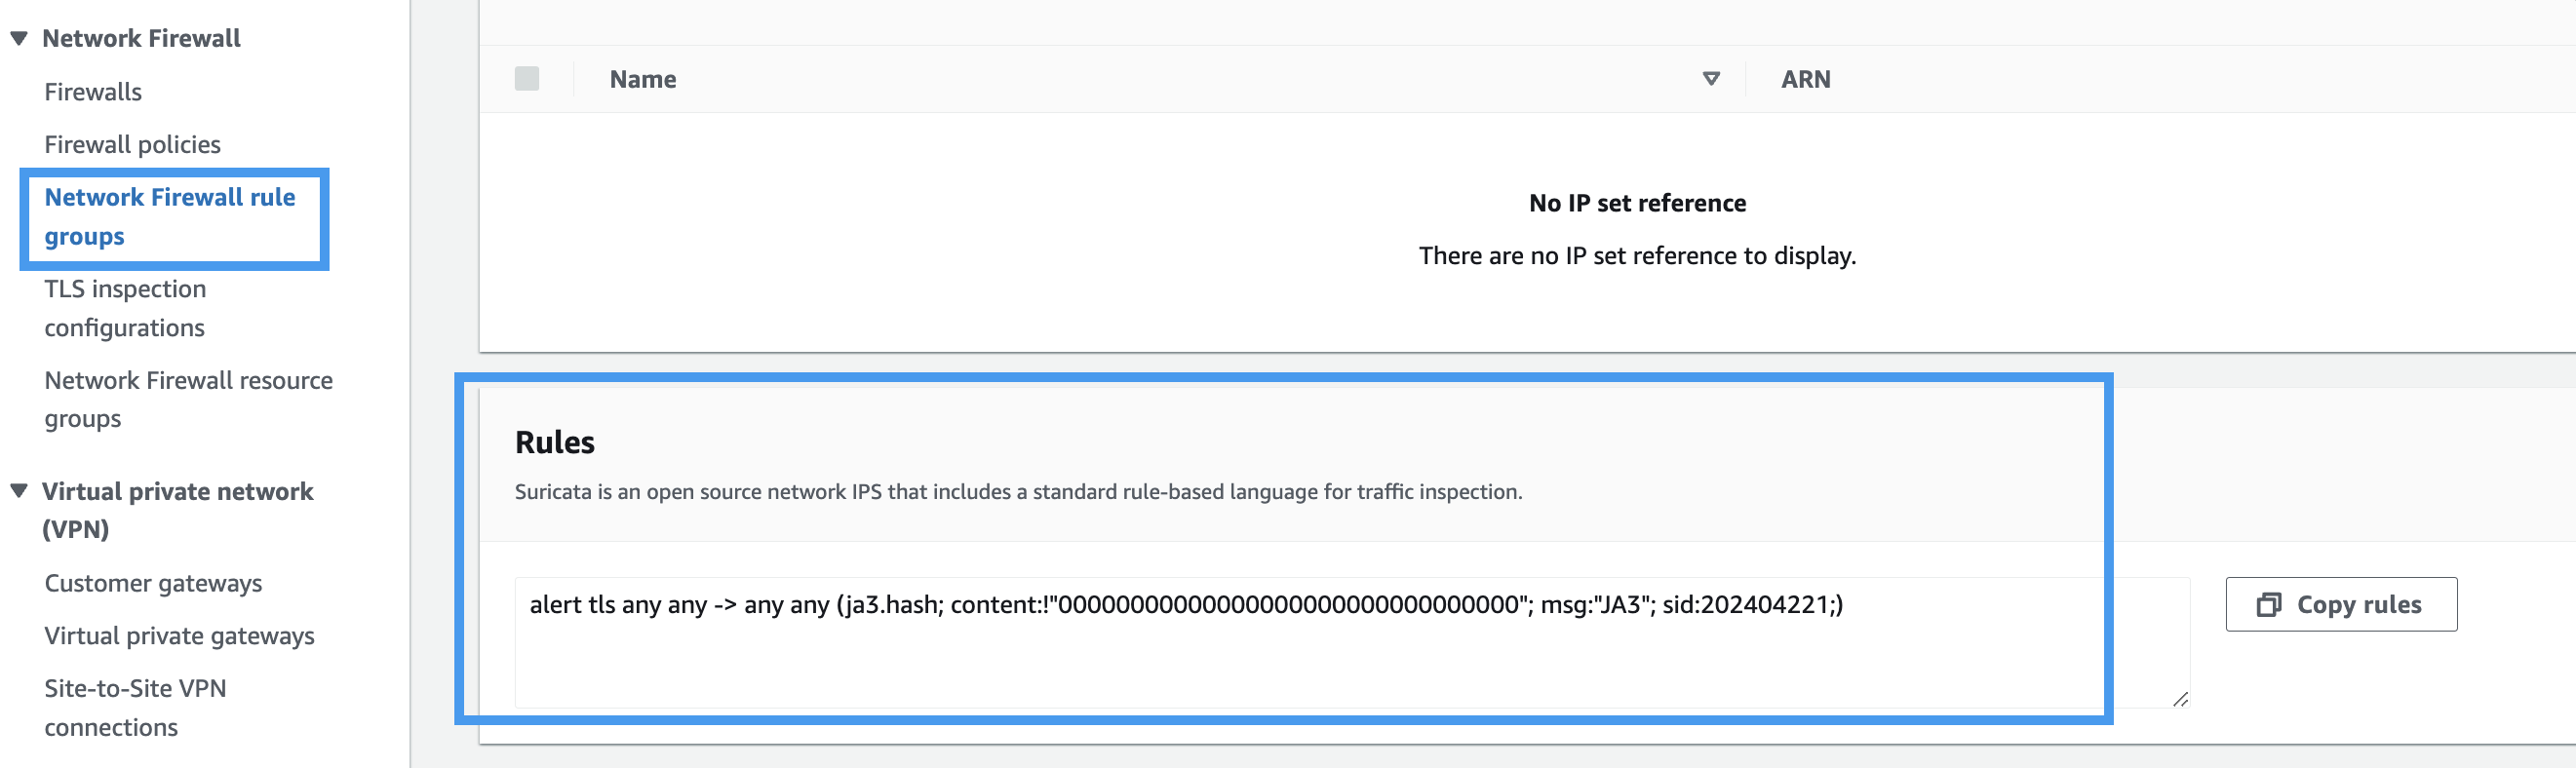 Network Firewall
Firewalls
Firewall policies
Network Firewall rule
groups
TLS inspection
configurations
Network Firewall resource
groups
Virtual private network
(VPN)
Customer gateways
Virtual private gateways
Site-to-Site VPN
connections
Name
ARN
No IP set reference
There are no IP set reference to display.
Rules
Suricata is an open source network IPS that includes a standard rule-based language for traffic inspection.
alert tls any any -> any any (ja3.hash; content:!"00000000000000000000000000000000"; msg:"JA3"; sid:202404221;)
Copy rules